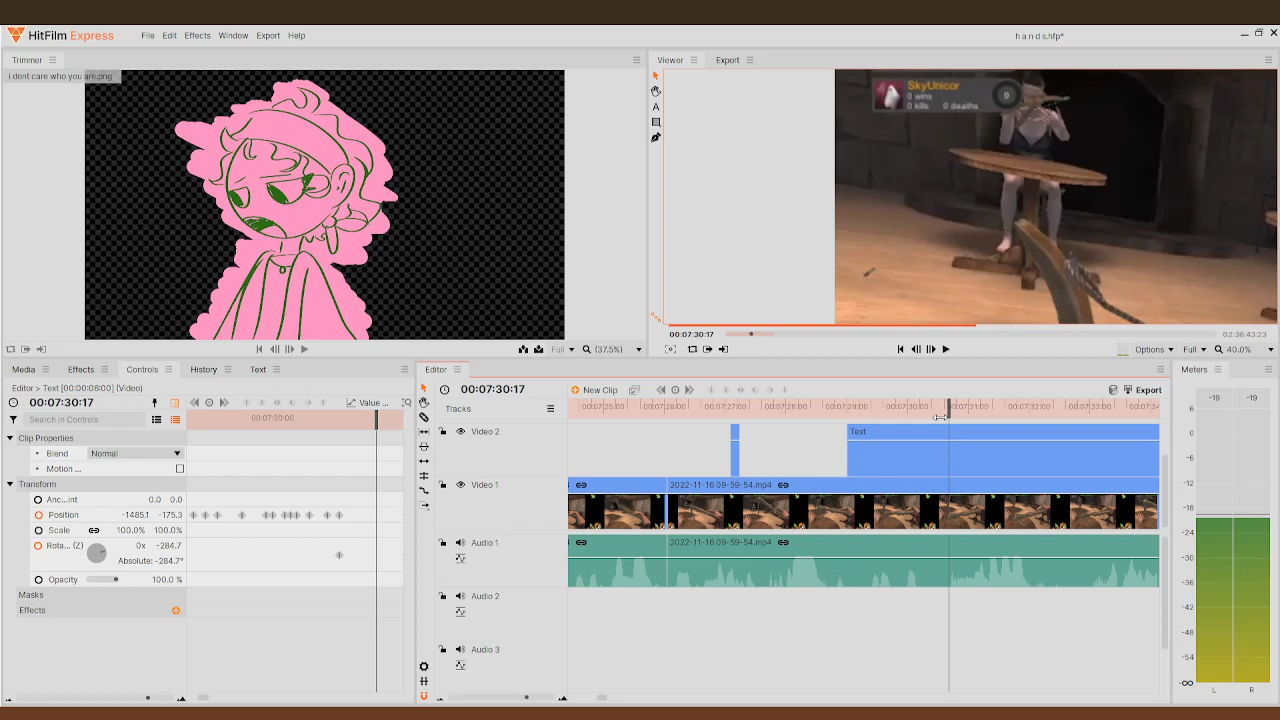 HitFilm Express
File Edit Effects Window Export Help
h a n d s.hfp*
Trimmer
i dont care who you are.png
Viewer
Export
SkyUnicor
0 wins
0 kills 0 deaths
0
Full
(37.5%)
00:07:30:17
02:36:43:23
Options
Full
40.0%
Media
Effects
Controls
History
Text
Editor > Text [00:00:06:00] (Video)
00:07:30:17
Value ...
Search in Controls
00:07:30:00
Clip Properties
Blend Normal
Motion ...
Transform
Anc...int 0.0 0.0
Position -1485.1 -175.3
Scale 100.0% 100.0%
Rota... (Z) 0x -284.7
Absolute: -284.7°
Opacity 100.0 %
Masks
Effects
Editor
00:07:30:17
New Clip
Export
Tracks
00:07:25:00 00:07:26:00 00:07:27:00 00:07:28:00 00:07:29:00 00:07:30:00 00:07:31:00 00:07:32:00 00:07:33:00 00:07:34
Video 2
Text
Video 1
2022-11-16 09-59-54.mp4
Audio 1
2022-11-16 09-59-54.mp4
Audio 2
Audio 3
Meters
-19 -19
6
0
-6
-12
-18
-24
-30
-36
-42
-48
-54
-∞
L R